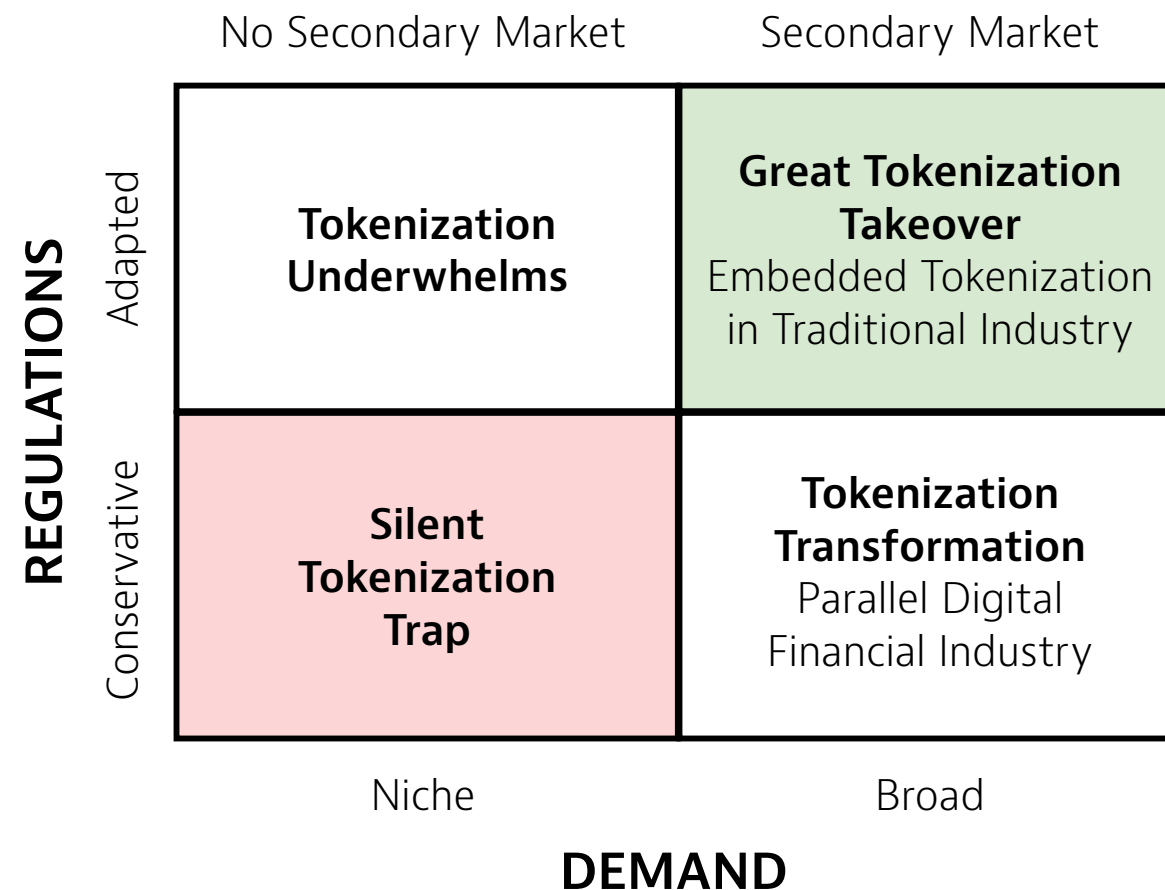 No Secondary Market
Secondary Market
REGULATIONS
Adapted
Tokenization
Underwhelms
Great Tokenization
Takeover
Embedded Tokenization
in Traditional Industry
Conservative
Silent
Tokenization
Trap
Tokenization
Transformation
Parallel Digital
Financial Industry
Niche
Broad
DEMAND